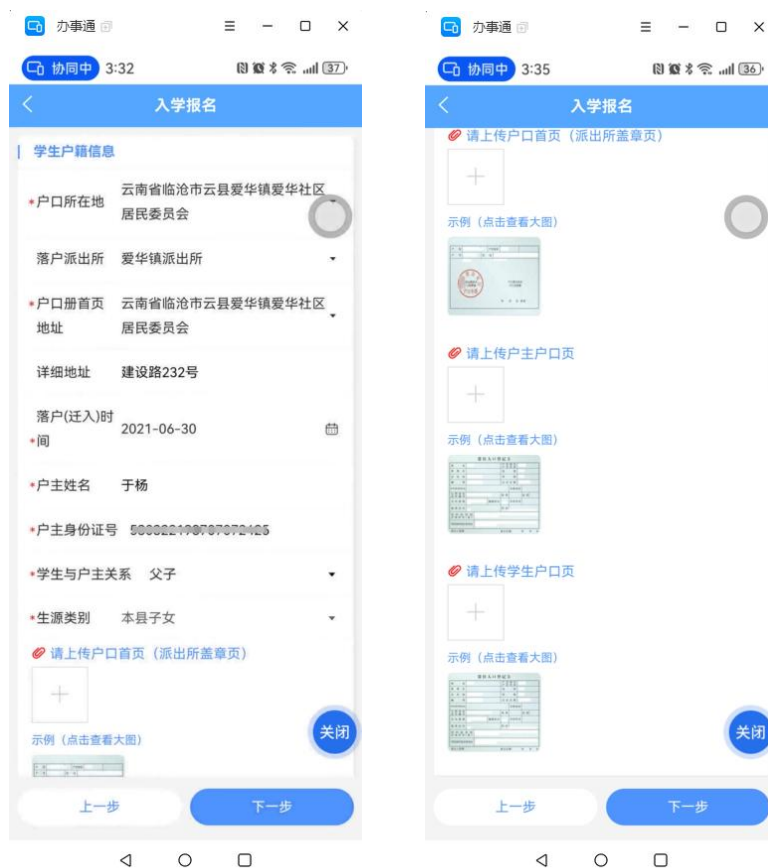 办事通
协同中 3:32
37
入学报名
学生户籍信息
*户口所在地 云南省临沧市云县爱华镇爱华社区
居民委员会
落户派出所 爱华镇派出所
*户口册首页 云南省临沧市云县爱华镇爱华社区
地址 居民委员会
详细地址 建设路232号
落户(迁入)时
*间 2021-06-30
*户主姓名 于杨
*户主身份证号
*学生与户主关系 父子
*生源类别 本县子女
请上传户口首页（派出所盖章页）
示例（点击查看大图）
关闭
上一步 下一步
办事通
协同中 3:35
36
入学报名
请上传户口首页（派出所盖章页）
示例（点击查看大图）
请上传户主户口页
示例（点击查看大图）
请上传学生户口页
示例（点击查看大图）
关闭
上一步 下一步